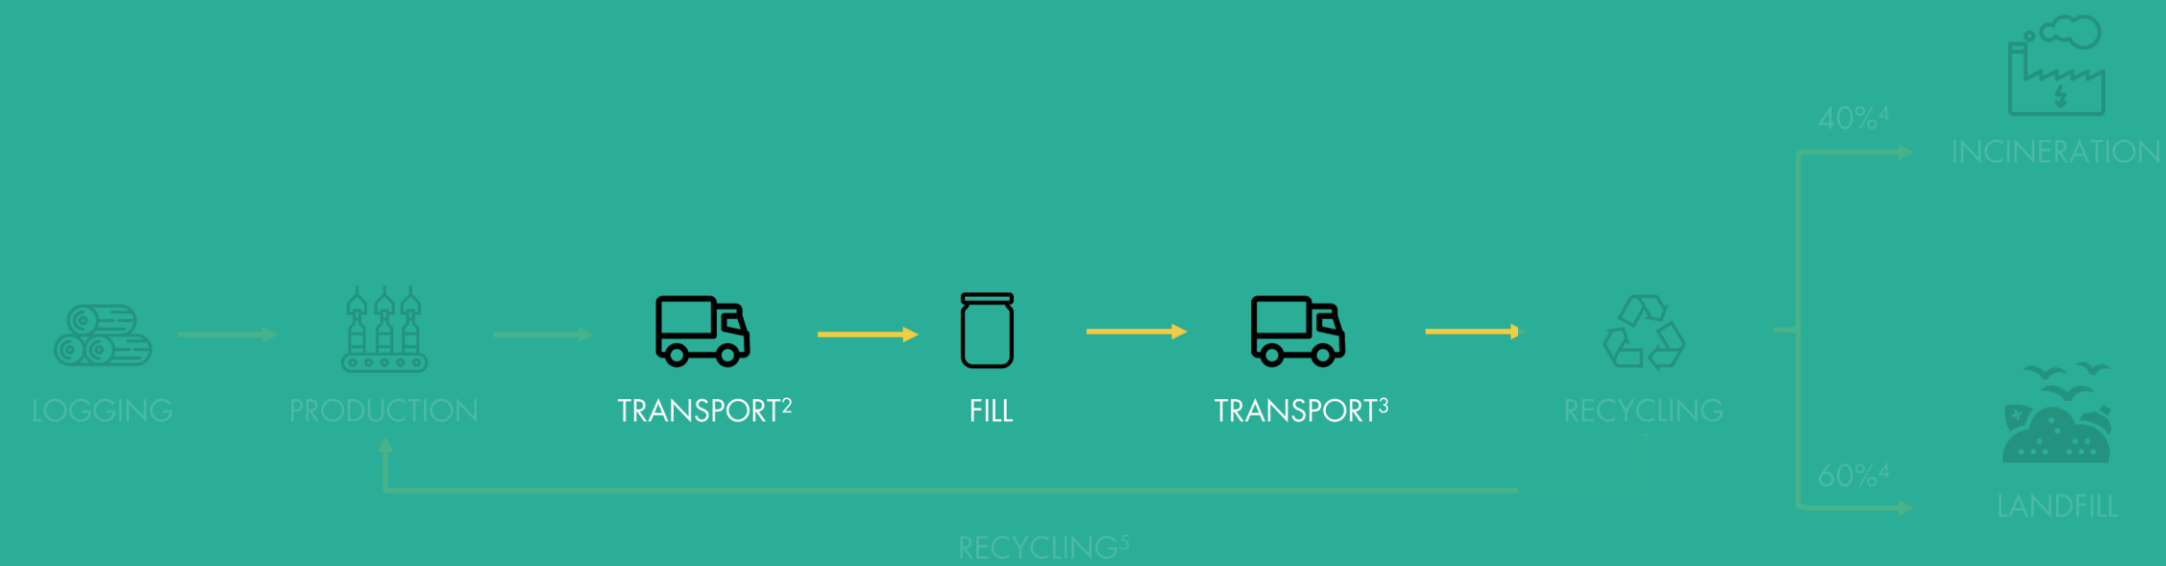 40%⁴
INCINERATION
LOGGING
PRODUCTION
TRANSPORT²
FILL
TRANSPORT³
RECYCLING
60%⁴
LANDFILL
RECYCLING⁵